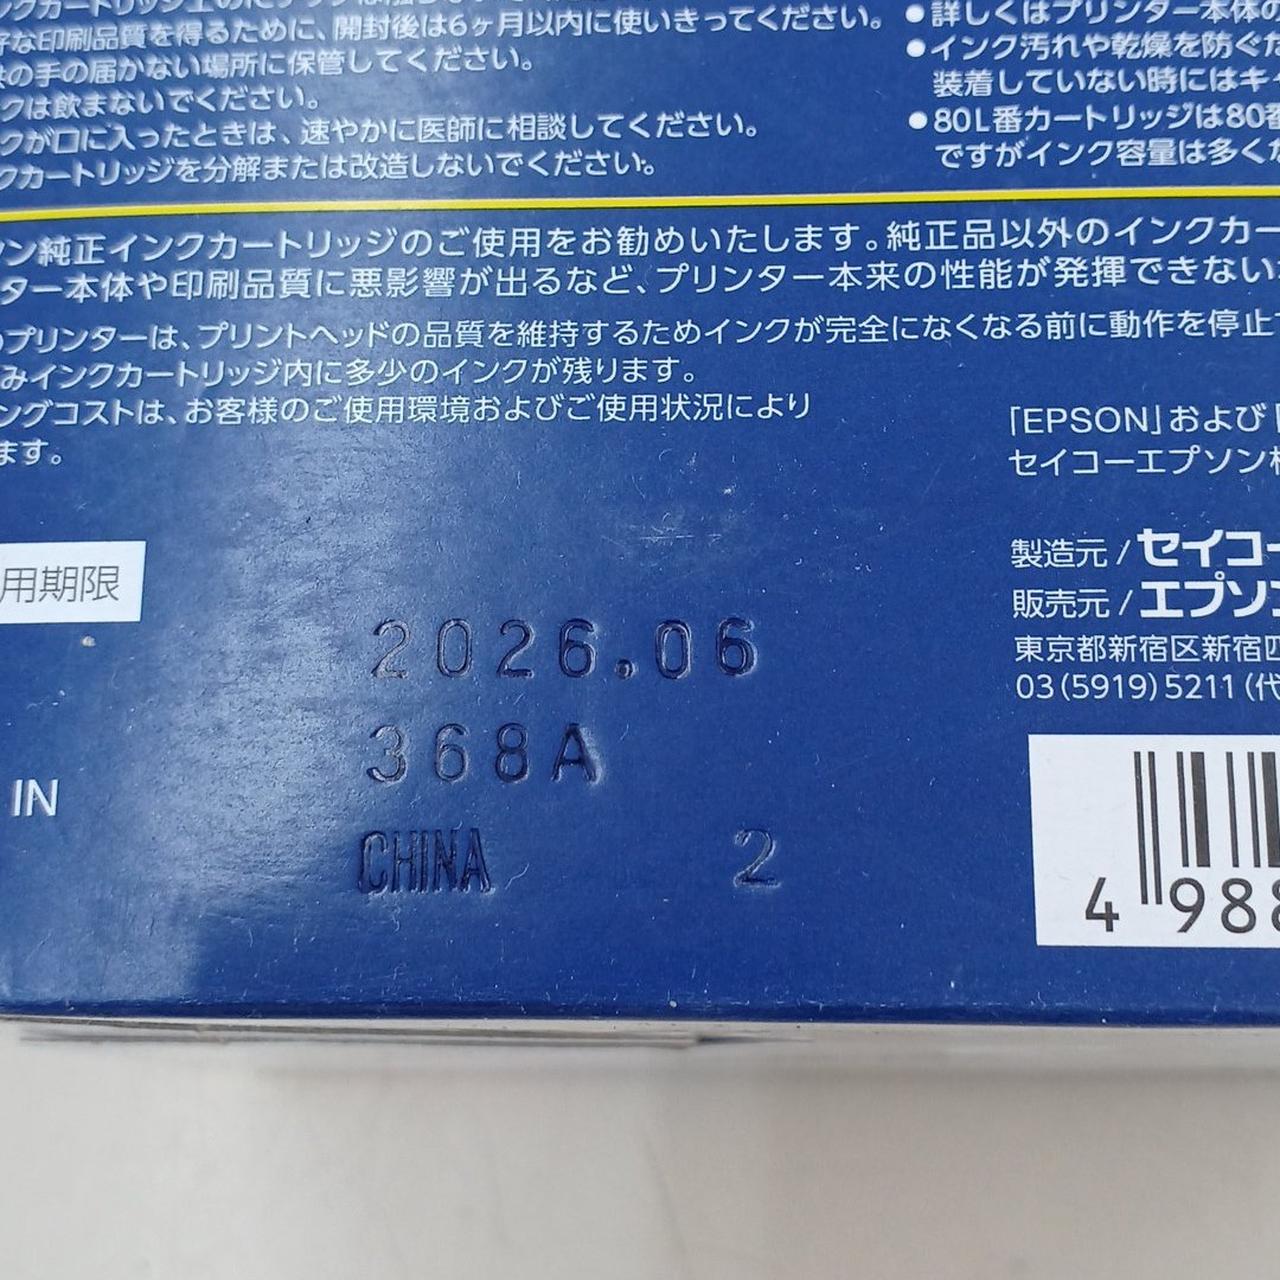 な印刷品質を得るために、開封後は6ヶ月以内に使いきってください。
の手の届かない場所に保管してください。
クは飲まないでください。
クが口に入ったときは、速やかに医師に相談してください。
クカートリッジを分解または改造しないでください。
●詳しくはプリンター本体の
●インク汚れや乾燥を防ぐた
装着していない時にはキャ
●80L番カートリッジは80番
ですがインク容量は多くな
ン純正インクカートリッジのご使用をお勧めいたします。純正品以外のインクカー
ター本体や印刷品質に悪影響が出るなど、プリンター本来の性能が発揮できない
のプリンターは、プリントヘッドの品質を維持するためインクが完全になくなる前に動作を停止
みインクカートリッジ内に多少のインクが残ります。
ングコストは、お客様のご使用環境およびご使用状況により
ます。
「EPSON」および
セイコーエプソン
製造元/セイコー
販売元/エプソン
東京都新宿区新宿四
03(5919)5211(代
用期限
2026.06
368A
IN
CHINA 2
4 988